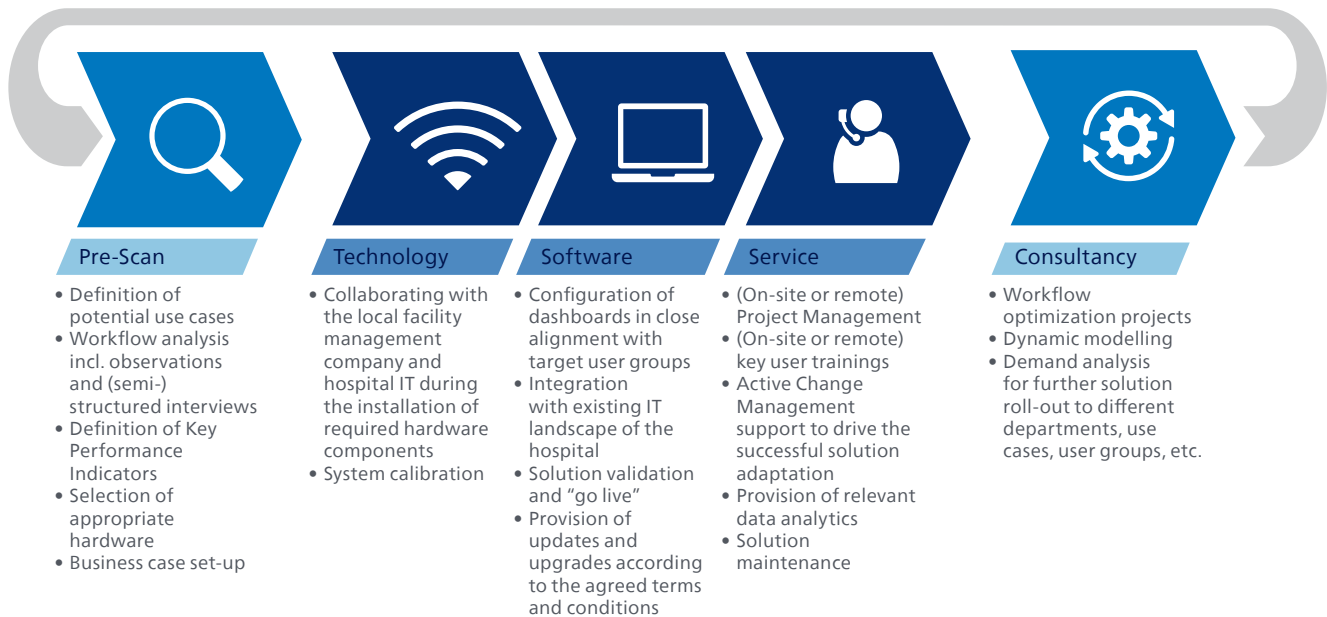 Pre-Scan
• Definition of
potential use cases
• Workflow analysis
incl. observations
and (semi-)
structured interviews
• Definition of Key
Performance
Indicators
• Selection of
appropriate
hardware
• Business case set-up
Technology
• Collaborating with
the local facility
management
company and
hospital IT during
the installation of
required hardware
components
• System calibration
Software
• Configuration of
dashboards in close
alignment with
target user groups
• Integration
with existing IT
landscape of the
hospital
• Solution validation
and “go live”
• Provision of
updates and
upgrades according
to the agreed terms
and conditions
Service
• (On-site or remote)
Project Management
• (On-site or remote)
key user trainings
• Active Change
Management
support to drive the
successful solution
adaptation
• Provision of relevant
data analytics
• Solution
maintenance
Consultancy
• Workflow
optimization projects
• Dynamic modelling
• Demand analysis
for further solution
roll-out to different
departments, use
cases, user groups, etc.